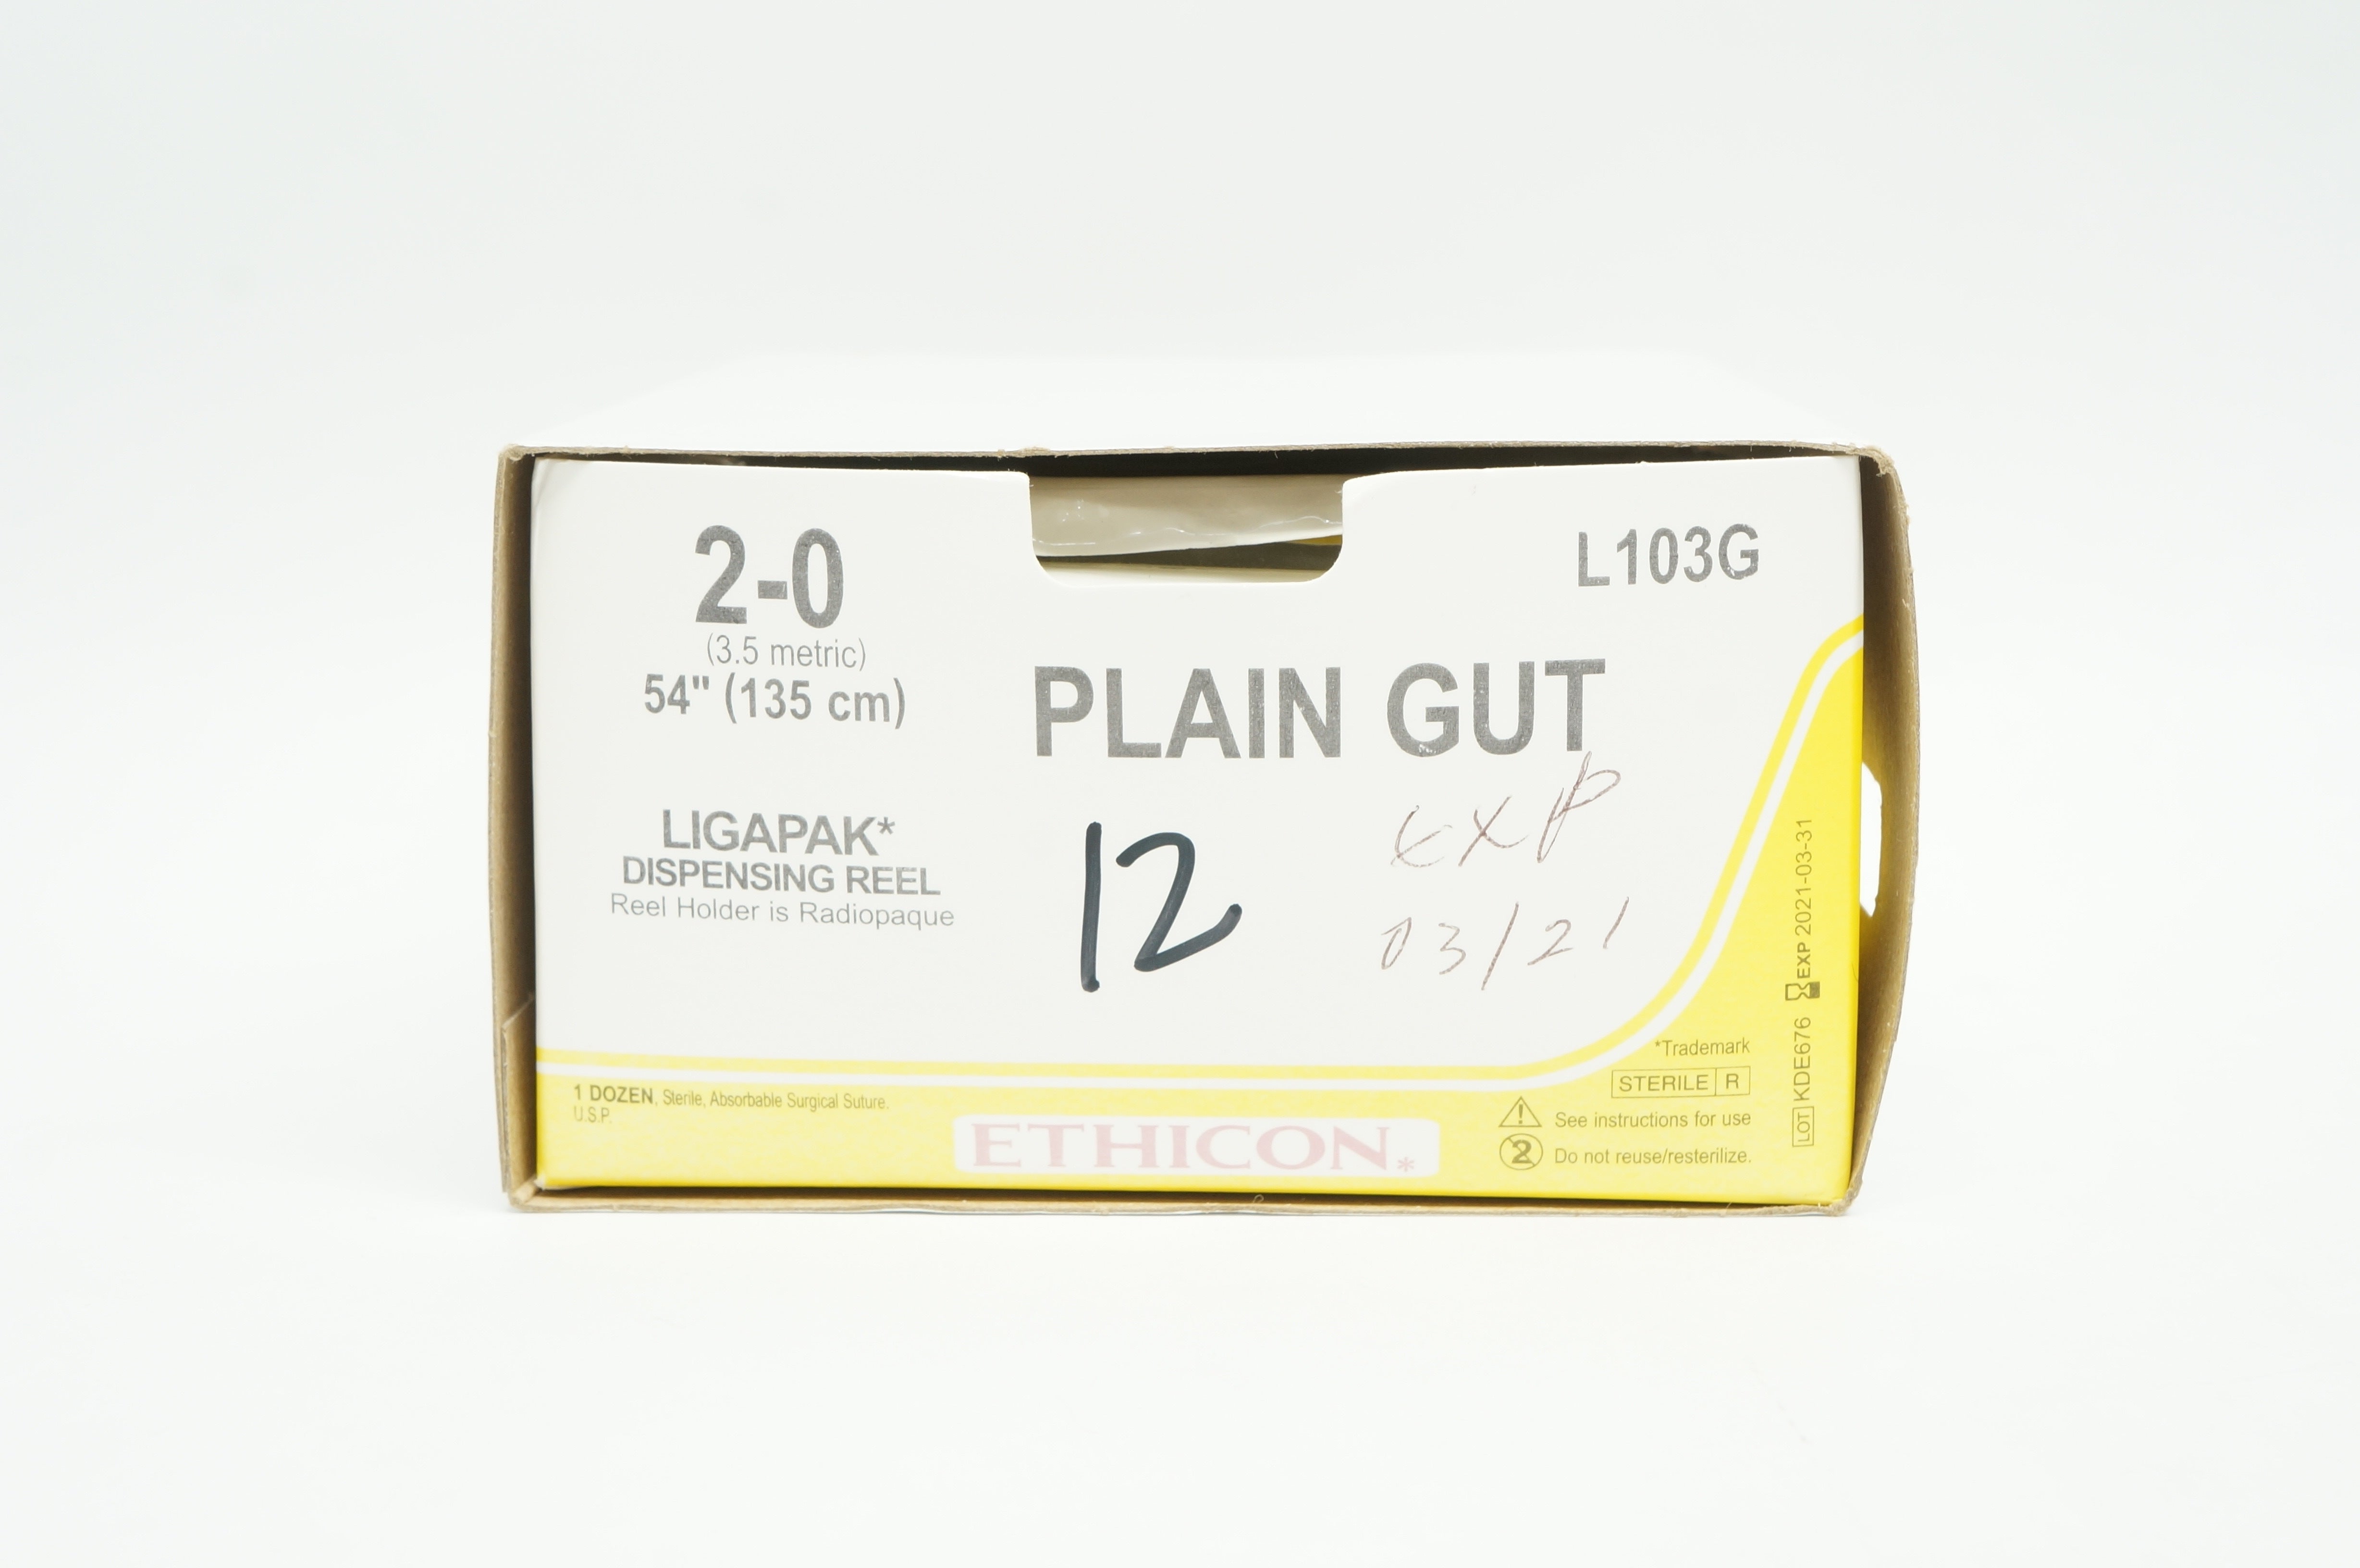 2-0
(3.5 metric)
54" (135 cm)
L103G
PLAIN GUT
LIGAPAK*
DISPENSING REEL
Reel Holder is Radiopaque
12
EXP
03/21
1 DOZEN, Sterile, Absorbable Surgical Suture.
U.S.P.
ETHICON*
*Trademark
STERILE R
See instructions for use
2 Do not reuse/resterilize.
LOT KDE676 EXP 2021-03-31